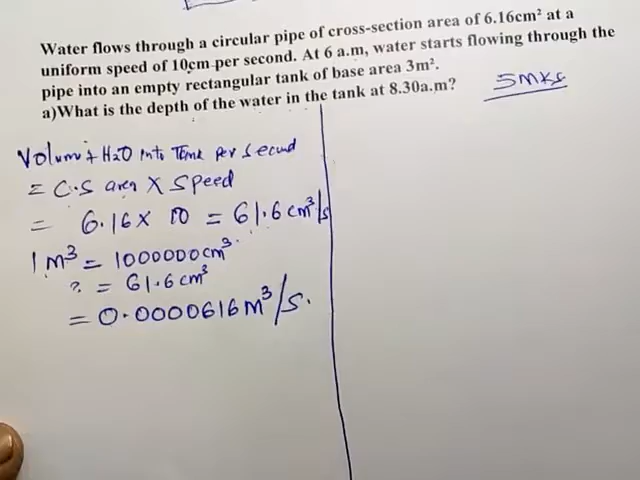 Water flows through a circular pipe of cross-section area of 6.16cm² at a
uniform speed of 10cm per second. At 6 a.m, water starts flowing through the
pipe into an empty rectangular tank of base area 3m².
a)What is the depth of the water in the tank at 8.30a.m?
5Mks
Volume of H2O into Tank per second
= C.S area X Speed
= 6.16 X 10 = 61.6 cm³/s
1 m³ = 1000000cm³.
? = 61.6 cm³
= 0.0000616 m³/s.